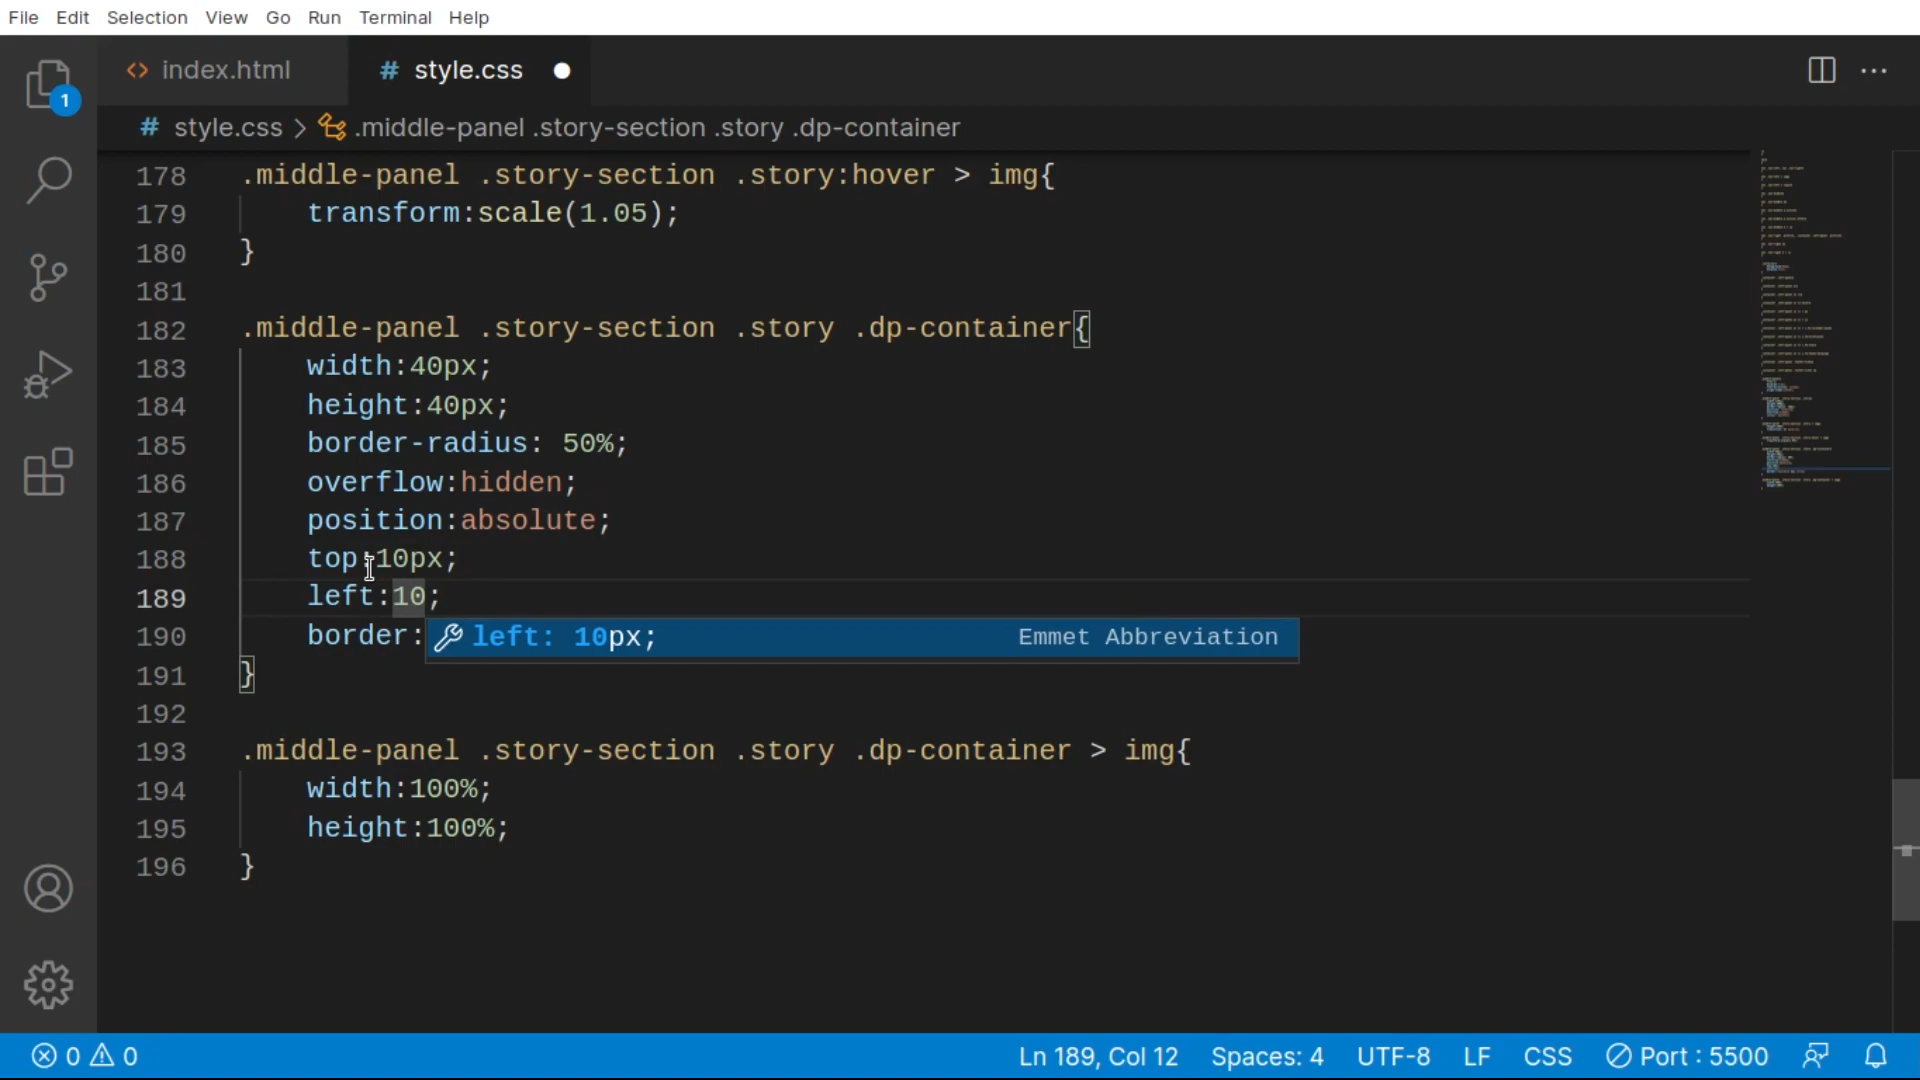 File Edit Selection View Go Run Terminal Help
<> index.html # style.css
1
# style.css > .middle-panel .story-section .story .dp-container
178 .middle-panel .story-section .story:hover > img{
179 transform:scale(1.05);
180 }
181
182 .middle-panel .story-section .story .dp-container{
183 width:40px;
184 height:40px;
185 border-radius: 50%;
186 overflow:hidden;
187 position:absolute;
188 top:10px;
189 left:10;
190 border:
left: 10px; Emmet Abbreviation
191 }
192
193 .middle-panel .story-section .story .dp-container > img{
194 width:100%;
195 height:100%;
196 }
0 0 Ln 189, Col 12 Spaces: 4 UTF-8 LF CSS Port : 5500